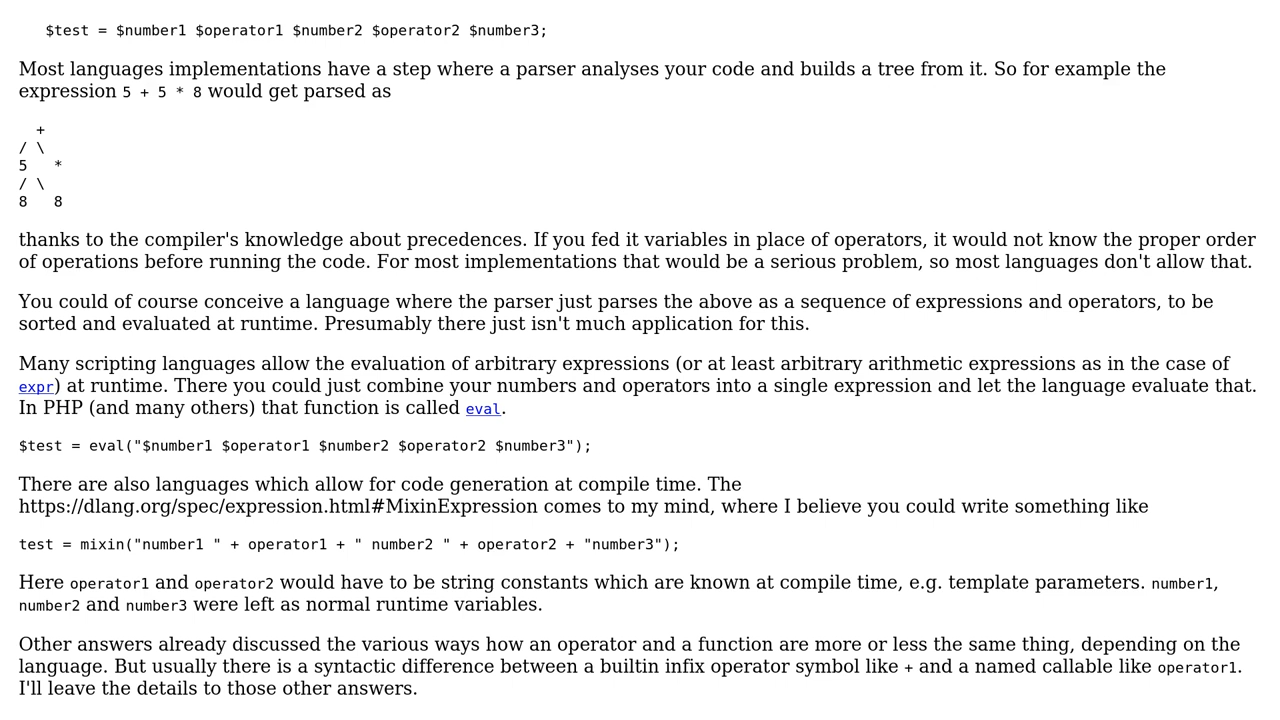 $test = $number1 $operator1 $number2 $operator2 $number3;
Most languages implementations have a step where a parser analyses your code and builds a tree from it. So for example the
expression 5 + 5 * 8 would get parsed as
+
/ \
5   *
/ \
8   8
thanks to the compiler's knowledge about precedences. If you fed it variables in place of operators, it would not know the proper order
of operations before running the code. For most implementations that would be a serious problem, so most languages don't allow that.
You could of course conceive a language where the parser just parses the above as a sequence of expressions and operators, to be
sorted and evaluated at runtime. Presumably there just isn't much application for this.
Many scripting languages allow the evaluation of arbitrary expressions (or at least arbitrary arithmetic expressions as in the case of
expr) at runtime. There you could just combine your numbers and operators into a single expression and let the language evaluate that.
In PHP (and many others) that function is called eval.
$test = eval("$number1 $operator1 $number2 $operator2 $number3");
There are also languages which allow for code generation at compile time. The
https://dlang.org/spec/expression.html#MixinExpression comes to my mind, where I believe you could write something like
test = mixin("number1 " + operator1 + " number2 " + operator2 + "number3");
Here operator1 and operator2 would have to be string constants which are known at compile time, e.g. template parameters. number1,
number2 and number3 were left as normal runtime variables.
Other answers already discussed the various ways how an operator and a function are more or less the same thing, depending on the
language. But usually there is a syntactic difference between a builtin infix operator symbol like + and a named callable like operator1.
I'll leave the details to those other answers.